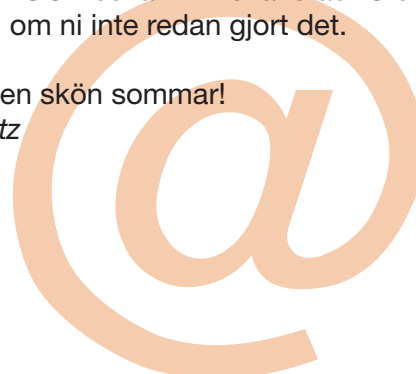 om ni inte redan gjort det.
en skön sommar!
tz
@